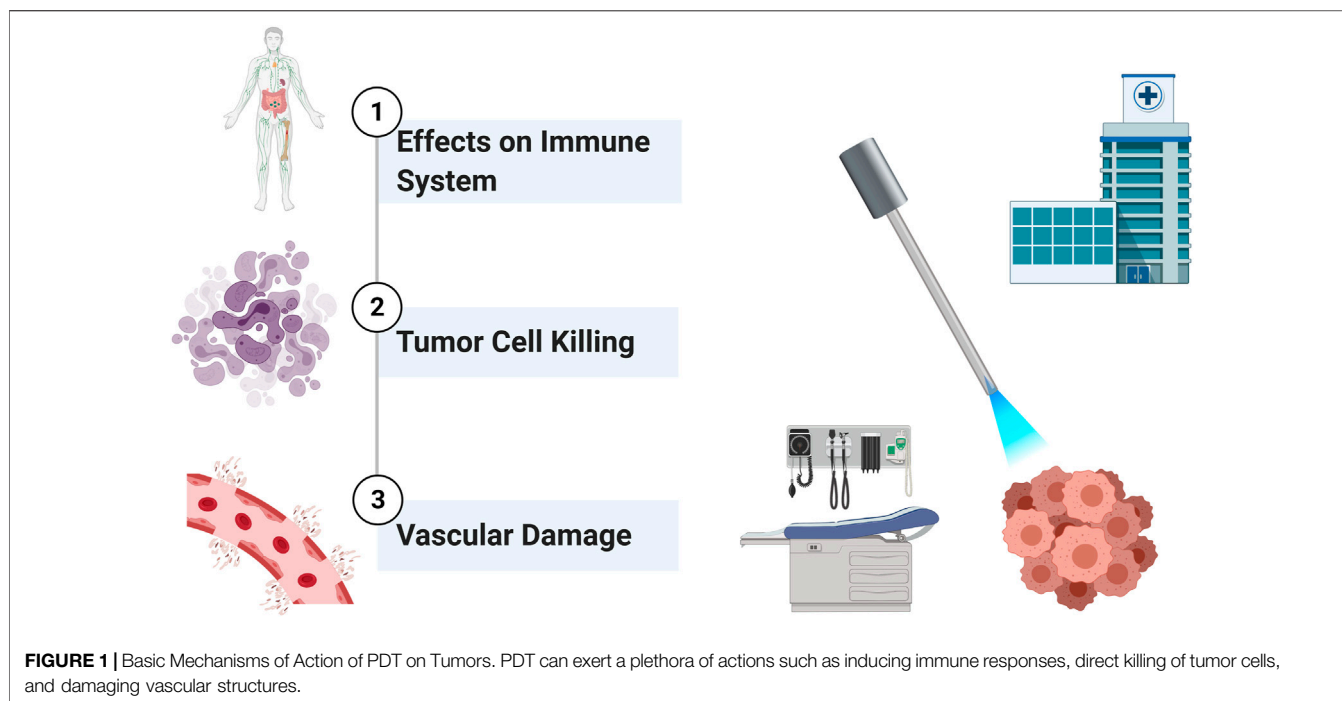 1
Effects on Immune
System
2
Tumor Cell Killing
3
Vascular Damage
FIGURE 1 | Basic Mechanisms of Action of PDT on Tumors. PDT can exert a plethora of actions such as inducing immune responses, direct killing of tumor cells,
and damaging vascular structures.